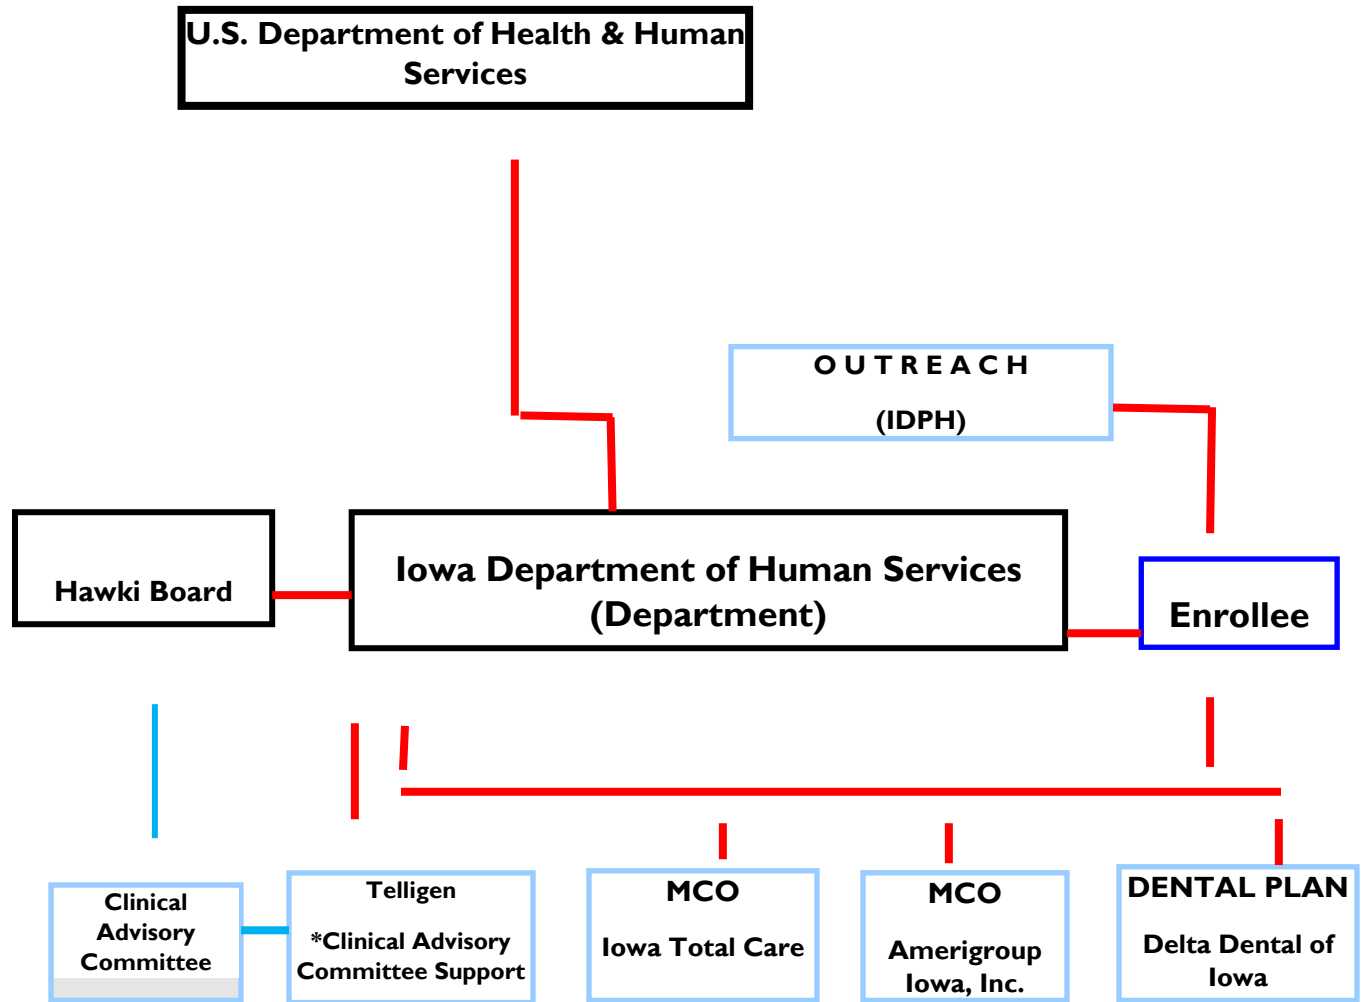 U.S. Department of Health & Human
Services
O U T R E A C H
(IDPH)
Hawki Board
Iowa Department of Human Services
(Department)
Enrollee
Clinical
Advisory
Committee
Telligen
*Clinical Advisory
Committee Support
MCO
Iowa Total Care
MCO
Amerigroup
Iowa, Inc.
DENTAL PLAN
Delta Dental of
Iowa